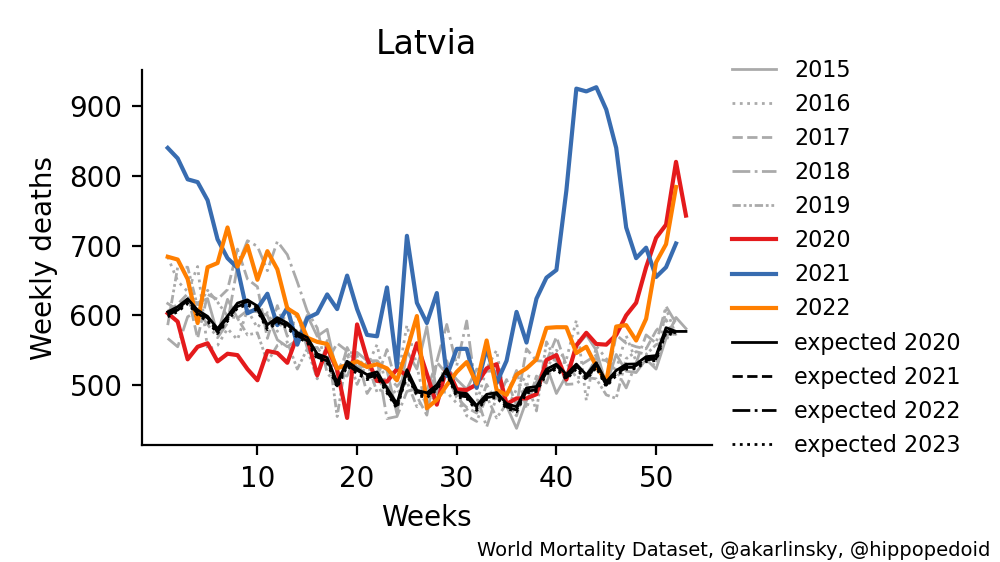 Latvia
Weekly deaths
900
800
700
600
500
10 20 30 40 50
Weeks
2015
2016
2017
2018
2019
2020
2021
2022
expected 2020
expected 2021
expected 2022
expected 2023
World Mortality Dataset, @akarlinsky, @hippopedoid